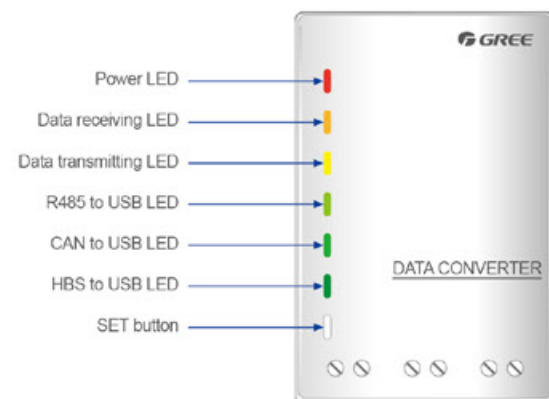 GREE
Power LED
Data receiving LED
Data transmitting LED
R485 to USB LED
CAN to USB LED
HBS to USB LED
DATA CONVERTER
SET button